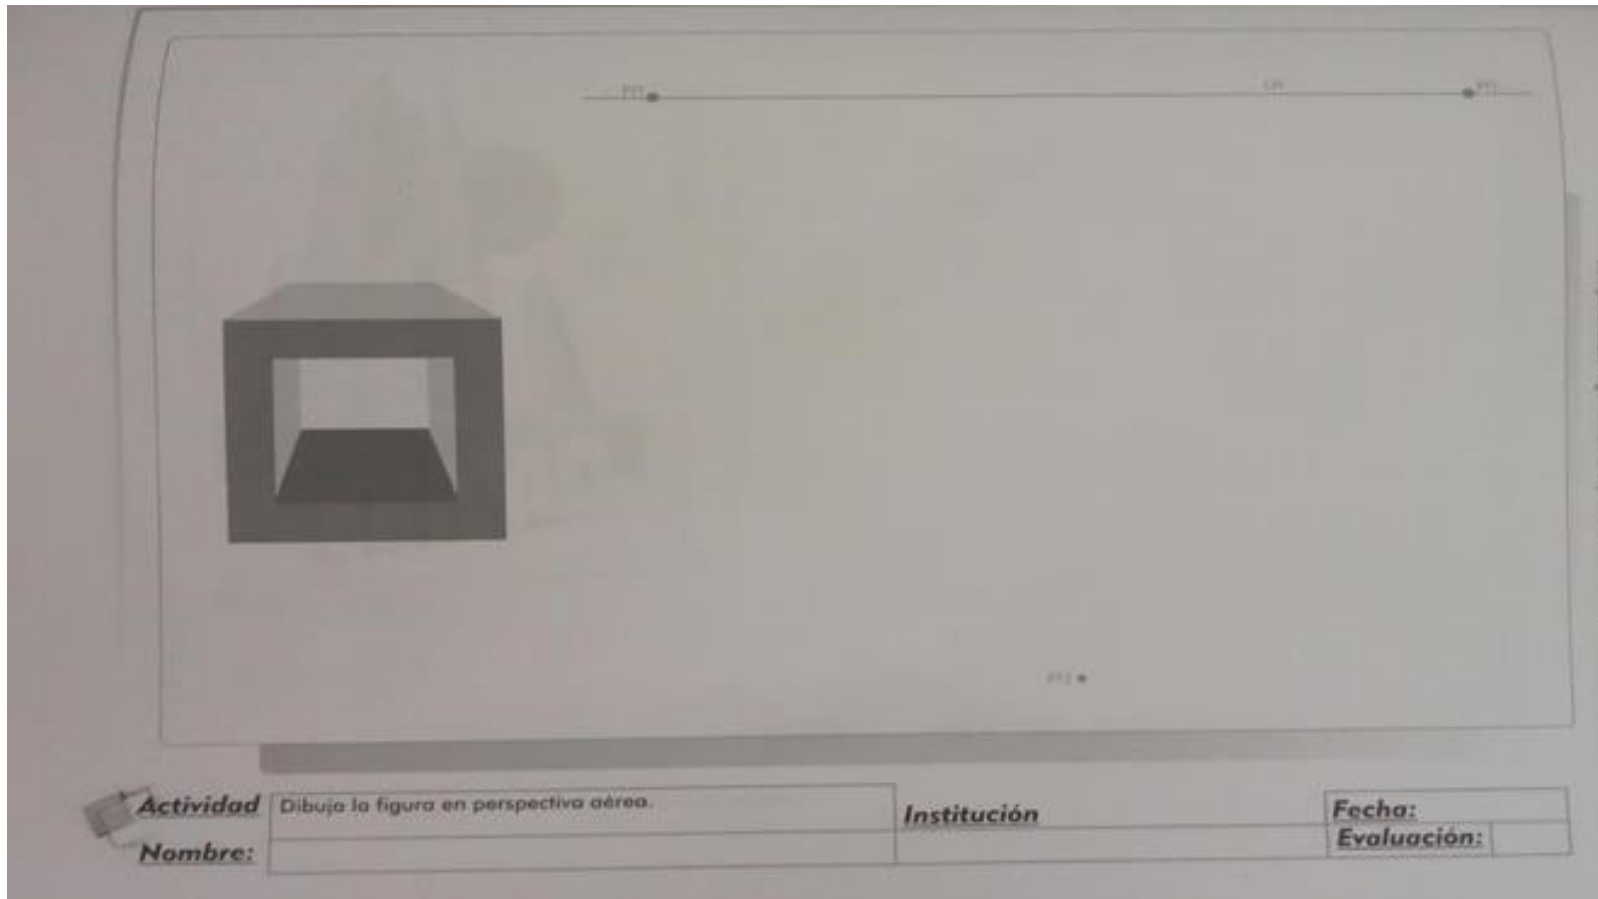 Actividad Dibuja la figura en perspectiva aérea.
Institución
Fecha:
Nombre:
Evaluación: